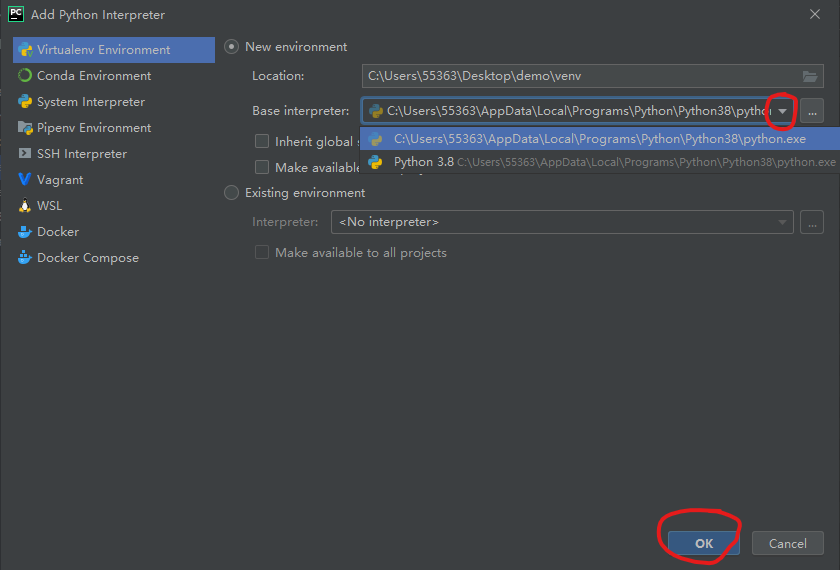 PC Add Python Interpreter
Virtualenv Environment
Conda Environment
System Interpreter
Pipenv Environment
SSH Interpreter
Vagrant
WSL
Docker
Docker Compose
New environment
Location: C:\Users\55363\Desktop\demo\venv
Base interpreter: C:\Users\55363\AppData\Local\Programs\Python\Python38\pytho ...
C:\Users\55363\AppData\Local\Programs\Python\Python38\python.exe
Python 3.8 C:\Users\55363\AppData\Local\Programs\Python\Python38\python.exe
Inherit global
Make available
Existing environment
Interpreter: <No interpreter> ...
Make available to all projects
OK Cancel